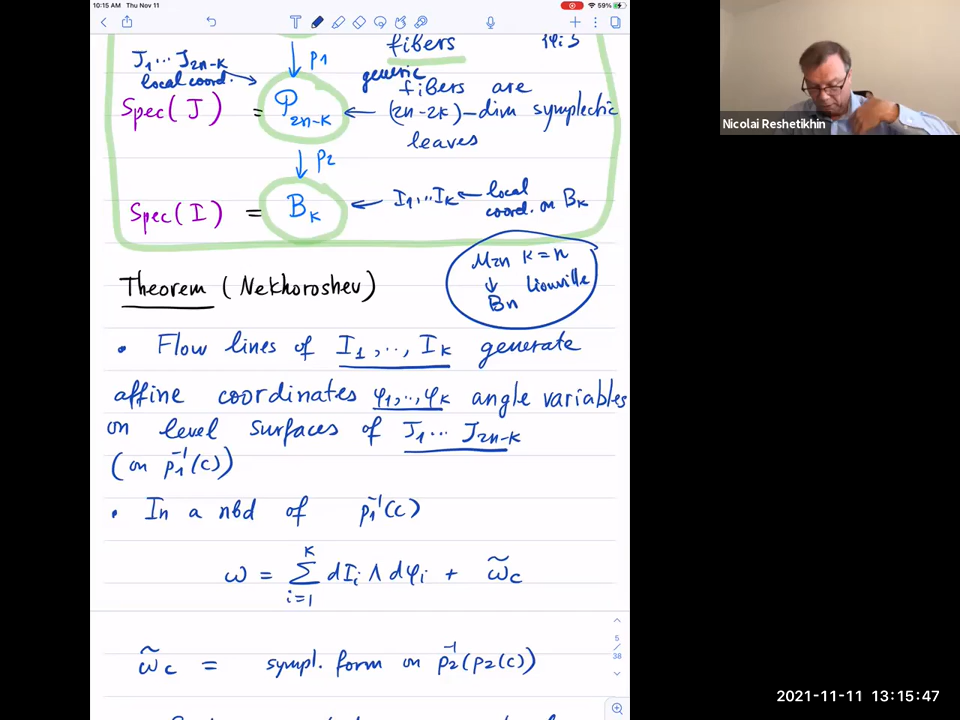 10:15 AM Thu Nov 11
59%
fibers
φi's
J1 ... J2n-k
local coord.
↓ p1
generic
fibers are
Spec(J) = P2n-k ← (2n-2k)-dim symplectic
leaves
↓ p2
Spec(I) = Bk ← I1,..,Ik ← local
coord. on Bk
Theorem (Nekhoroshev)
M2n k=n
↓ Liouville
Bn
• Flow lines of I1,..,Ik generate
affine coordinates φ1,..,φk angle variables
on level surfaces of J1... J2n-k
(on p1^-1(c))
• In a nbd of p1^-1(c)
ω = Σ_{i=1}^{k} dIi ∧ dφi + ω̃c
ω̃c = sympl. form on p2^-1(p2(c))
5
/
38
Nicolai Reshetikhin
2021-11-11 13:15:47